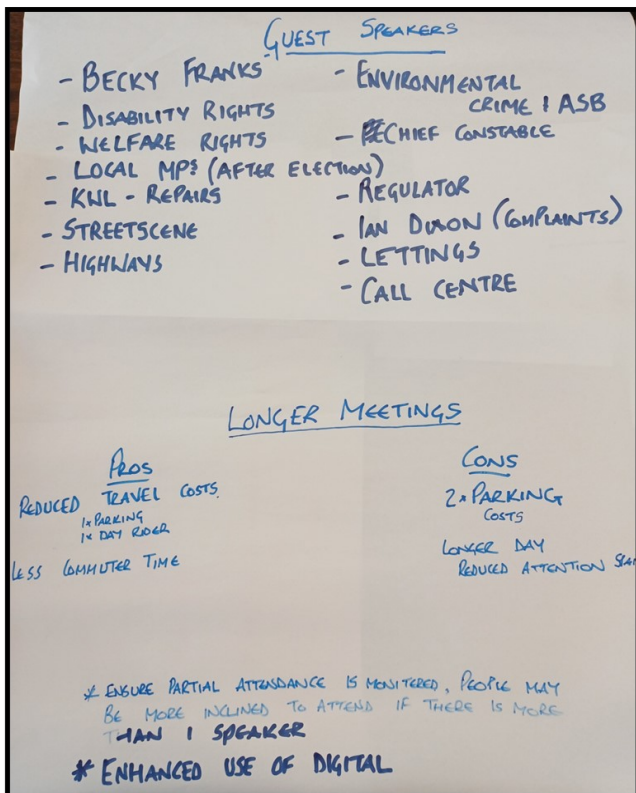 GUEST SPEAKERS
- BECKY FRANKS
- DISABILITY RIGHTS
- WELFARE RIGHTS
- LOCAL MPS (AFTER ELECTION)
- KWL - REPAIRS
- STREETSCENE
- HIGHWAYS
- ENVIRONMENTAL
CRIME & ASB
- CHIEF CONSTABLE
- REGULATOR
- IAN DIXON (COMPLAINTS)
- LETTINGS
- CALL CENTRE
LONGER MEETINGS
PROS
REDUCED TRAVEL COSTS
1x PARKING
1x DAY RIDER
LESS COMMUTER TIME
CONS
2x PARKING
COSTS
LONGER DAY
REDUCED ATTENTION SPAN
* ENSURE PARTIAL ATTENDANCE IS MONITERED, PEOPLE MAY
BE MORE INCLINED TO ATTEND IF THERE IS MORE
THAN 1 SPEAKER
* ENHANCED USE OF DIGITAL